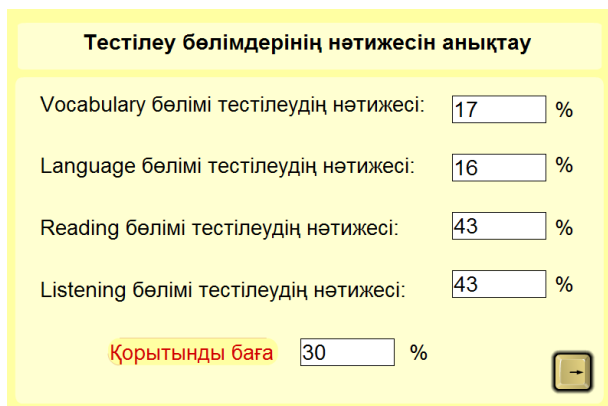 Тестілеу бөлімдерінің нәтижесін анықтау
Vocabulary бөлімі тестілеудің нәтижесі: 17 %
Language бөлімі тестілеудің нәтижесі: 16 %
Reading бөлімі тестілеудің нәтижесі: 43 %
Listening бөлімі тестілеудің нәтижесі: 43 %
Қорытынды баға 30 %